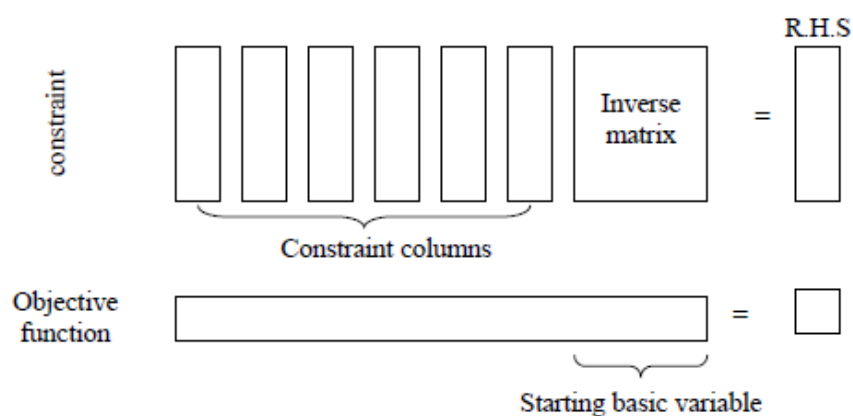 R.H.S
constraint
Inverse
matrix
=
Constraint columns
Objective
function
=
Starting basic variable